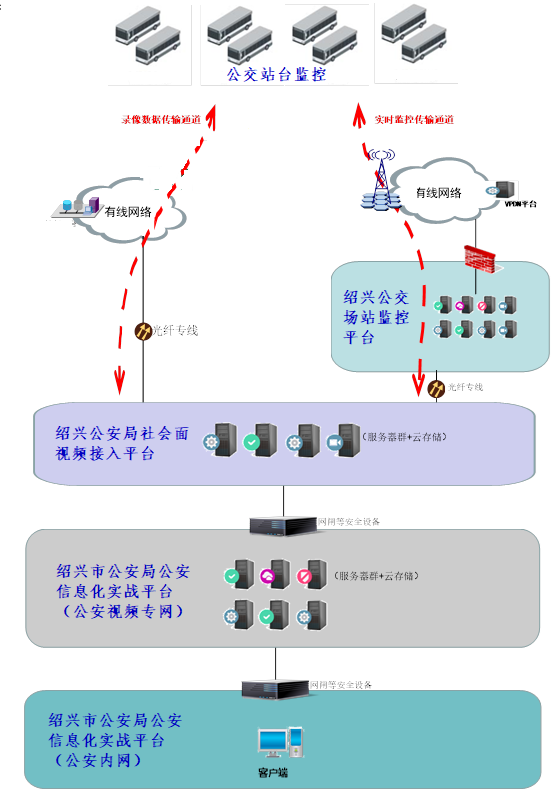 公交站台监控
录像数据传输通道
实时监控传输通道
有线网络
有线网络
VPDN平台
绍兴公交
场站监控
平台
光纤专线
光纤专线
绍兴公安局社会面
视频接入平台
(服务器群+云存储)
网闸等安全设备
绍兴市公安局公安
信息化实战平台
（公安视频专网）
(服务器群+云存储)
网闸等安全设备
绍兴市公安局公安
信息化实战平台
（公安内网）
客户端